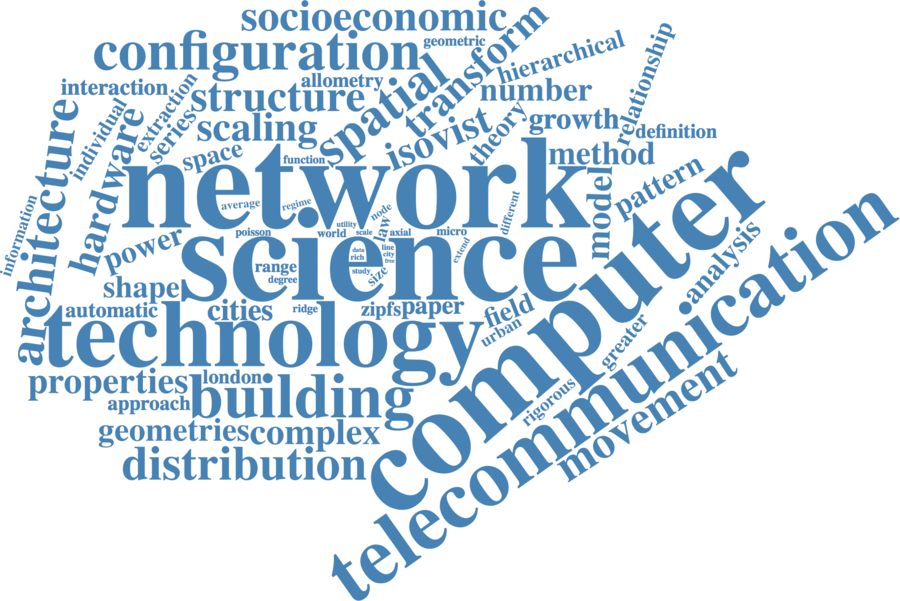 socioeconomic
configuration
geometric
transform
hierarchical
relationship
interaction
extraction
allometry
spatial
number
individual
series
structure
isovist
theory
growth
definition
architecture
hardware
scaling
space
function
method
network
model
pattern
computer
information
average
regime
node
different
power
poisson
world
utility
scale
law
axial
micro
extend
science
data
rich
line
city
free
study
size
range
degree
shape
analysis
telecommunication
automatic
cities
ridge
zipfs
paper
field
urban
greater
technology
properties
london
building
approach
rigorous
movement
geometries
complex
distribution